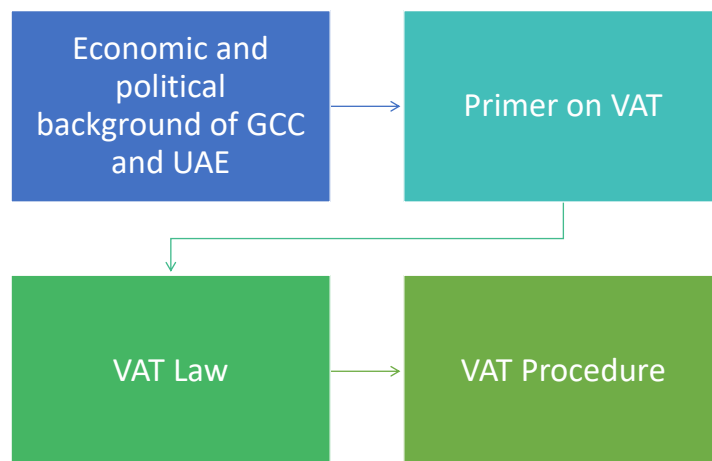 Economic and
political
background of GCC
and UAE
Primer on VAT
VAT Law
VAT Procedure